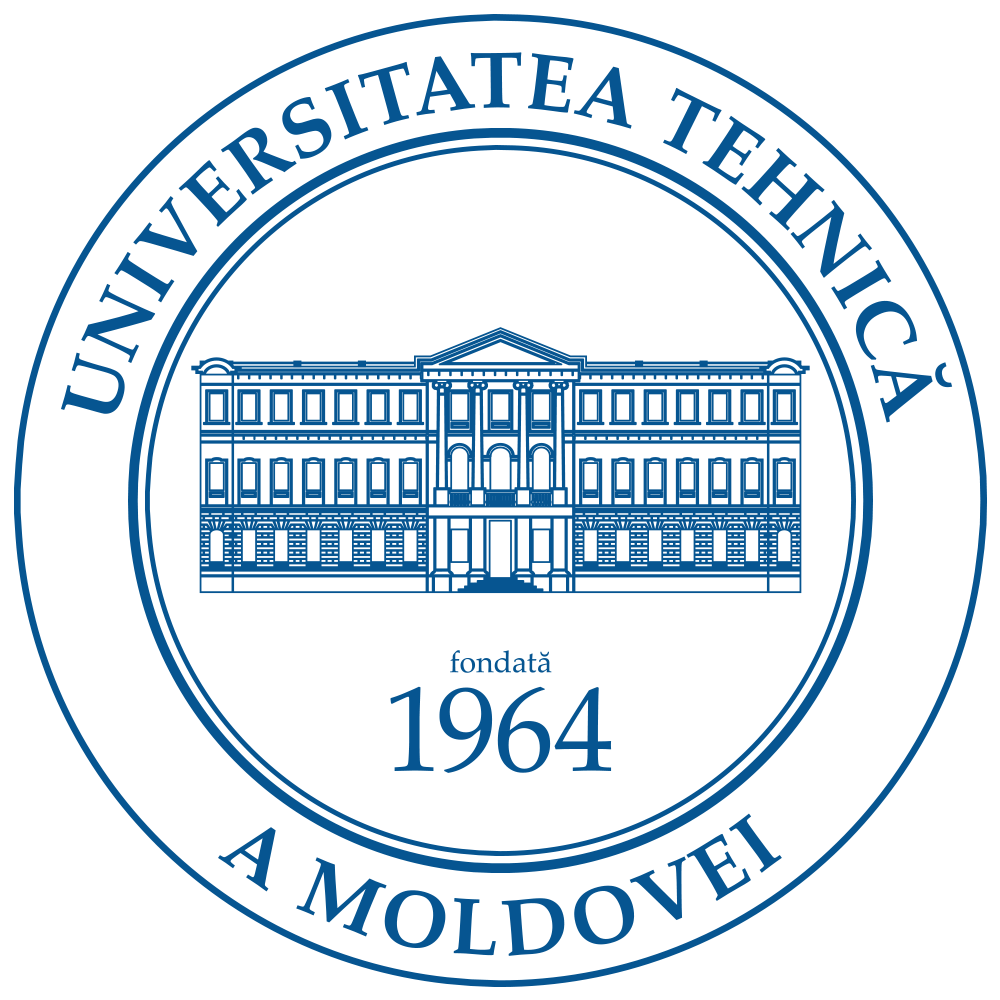 UNIVERSITATEA TEHNICĂ
fondată
1964
A MOLDOVEI